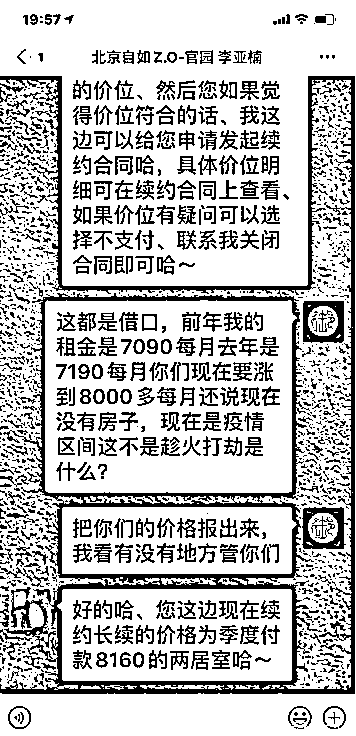 19:57
1
北京自如Z.O-官园 李亚楠
的价位、然后您如果觉
得价位符合的话、我这
边可以给您申请发起续
约合同哈，具体价位明
细可在续约合同上查看、
如果价位有疑问可以选
择不支付、联系我关闭
合同即可哈～
这都是借口，前年我的
租金是7090每月去年是
7190每月你们现在要涨
到8000多每月还说现在
没有房子，现在是疫情
区间这不是趁火打劫是
什么？
把你们的价格报出来，
我看有没有地方管你们
好的哈、您这边现在续
约长续的价格为季度付
款8160的两居室哈～